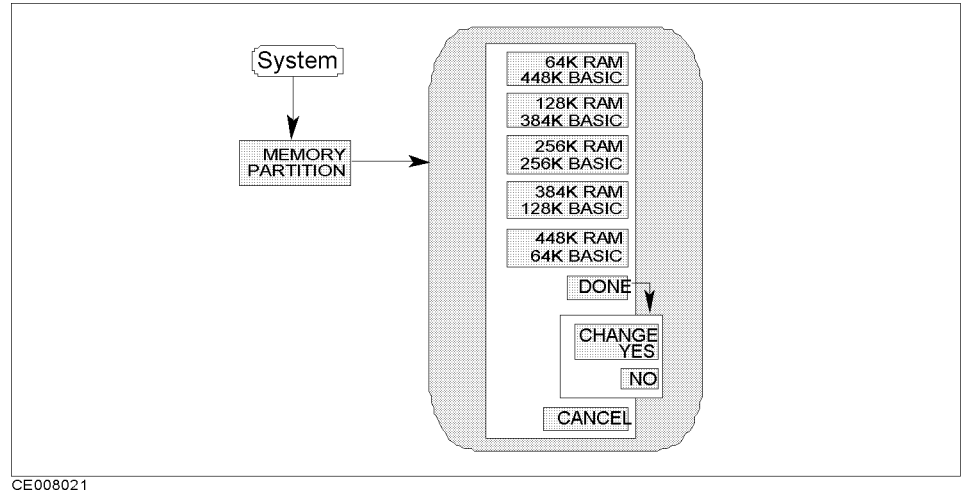 System
MEMORY
PARTITION
64K RAM
448K BASIC
128K RAM
384K BASIC
256K RAM
256K BASIC
384K RAM
128K BASIC
448K RAM
64K BASIC
DONE
CHANGE
YES
NO
CANCEL
CE008021